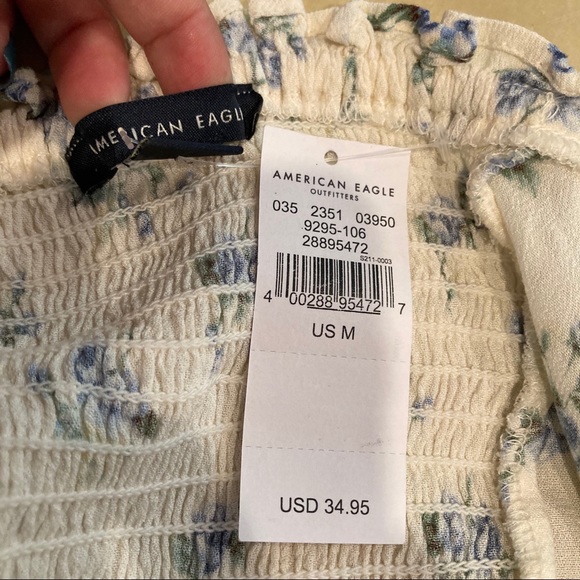 AMERICAN EAGL
AMERICAN EAGLE
OUTFITTERS
035 2351 03950
9295-106
28895472
S211-0003
4 00288 95472 7
US M
USD 34.95